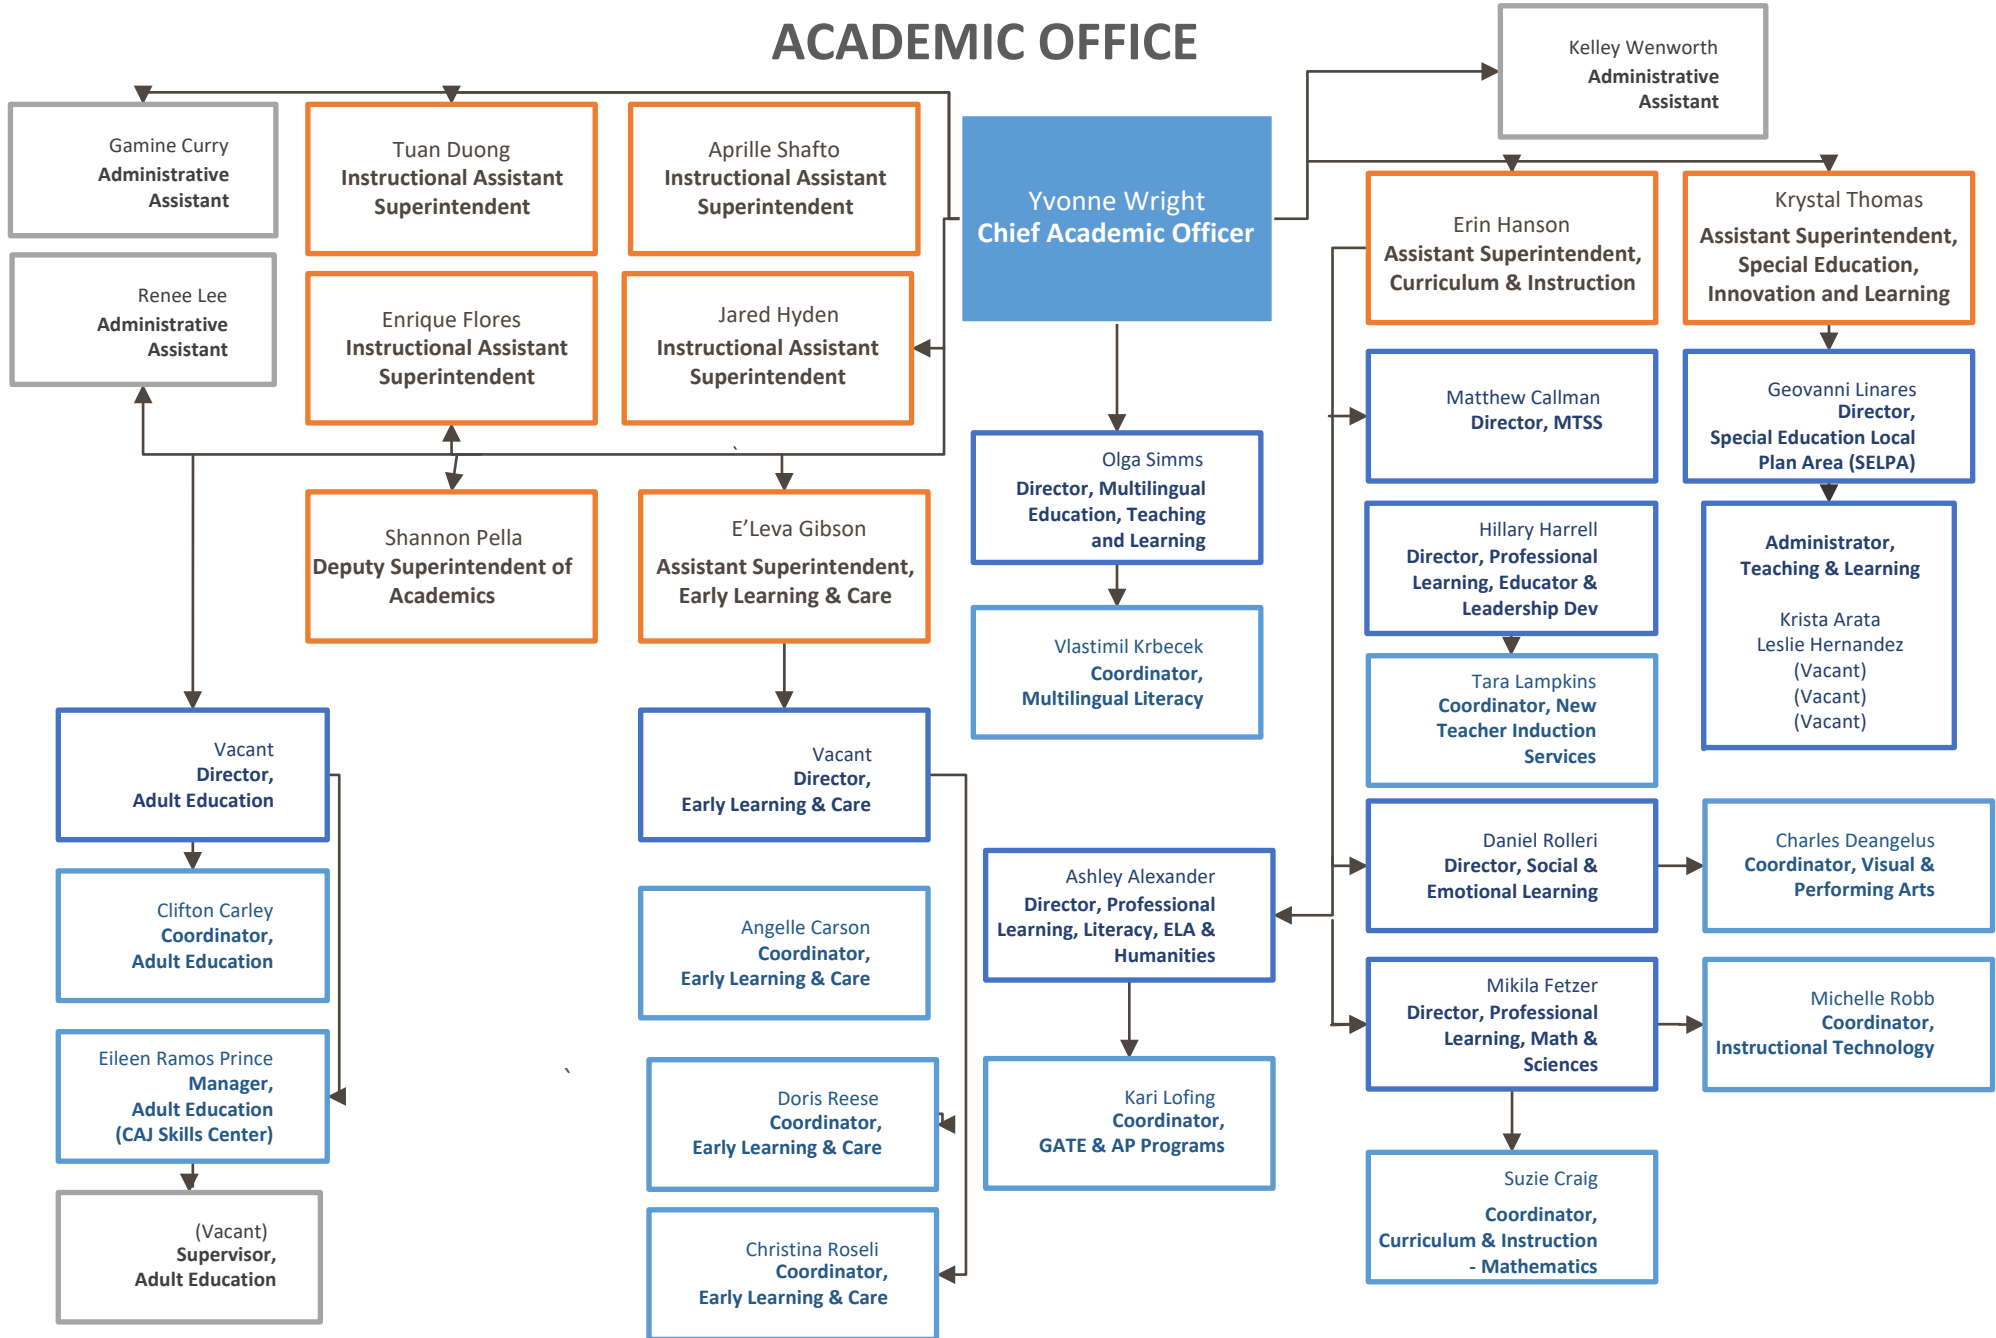 ACADEMIC OFFICE
Kelley Wenworth
Administrative
Assistant
Gamine Curry
Administrative
Assistant
Tuan Duong
Instructional Assistant
Superintendent
Aprille Shafto
Instructional Assistant
Superintendent
Yvonne Wright
Chief Academic Officer
Erin Hanson
Assistant Superintendent,
Curriculum & Instruction
Krystal Thomas
Assistant Superintendent,
Special Education,
Innovation and Learning
Renee Lee
Administrative
Assistant
Enrique Flores
Instructional Assistant
Superintendent
Jared Hyden
Instructional Assistant
Superintendent
Matthew Callman
Director, MTSS
Geovanni Linares
Director,
Special Education Local
Plan Area (SELPA)
`
Olga Simms
Director, Multilingual
Education, Teaching
and Learning
Shannon Pella
Deputy Superintendent of
Academics
E’Leva Gibson
Assistant Superintendent,
Early Learning & Care
Hillary Harrell
Director, Professional
Learning, Educator &
Leadership Dev
Administrator,
Teaching & Learning
Krista Arata
Leslie Hernandez
(Vacant)
(Vacant)
(Vacant)
Vlastimil Krbecek
Coordinator,
Multilingual Literacy
Tara Lampkins
Coordinator, New
Teacher Induction
Services
Vacant
Director,
Adult Education
Vacant
Director,
Early Learning & Care
Daniel Rolleri
Director, Social &
Emotional Learning
Charles Deangelus
Coordinator, Visual &
Performing Arts
Ashley Alexander
Director, Professional
Learning, Literacy, ELA &
Humanities
Clifton Carley
Coordinator,
Adult Education
Angelle Carson
Coordinator,
Early Learning & Care
Mikila Fetzer
Director, Professional
Learning, Math &
Sciences
Michelle Robb
Coordinator,
Instructional Technology
Eileen Ramos Prince
Manager,
Adult Education
(CAJ Skills Center)
`
Doris Reese
Coordinator,
Early Learning & Care
Kari Lofing
Coordinator,
GATE & AP Programs
Suzie Craig
Coordinator,
Curriculum & Instruction
- Mathematics
(Vacant)
Supervisor,
Adult Education
Christina Roseli
Coordinator,
Early Learning & Care